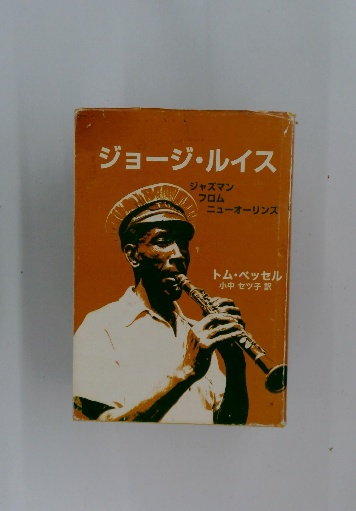 ジョージ・ルイス
ジャズマン
フロム
ニューオーリンズ
トム・ベッセル
小中 セツ子 訳